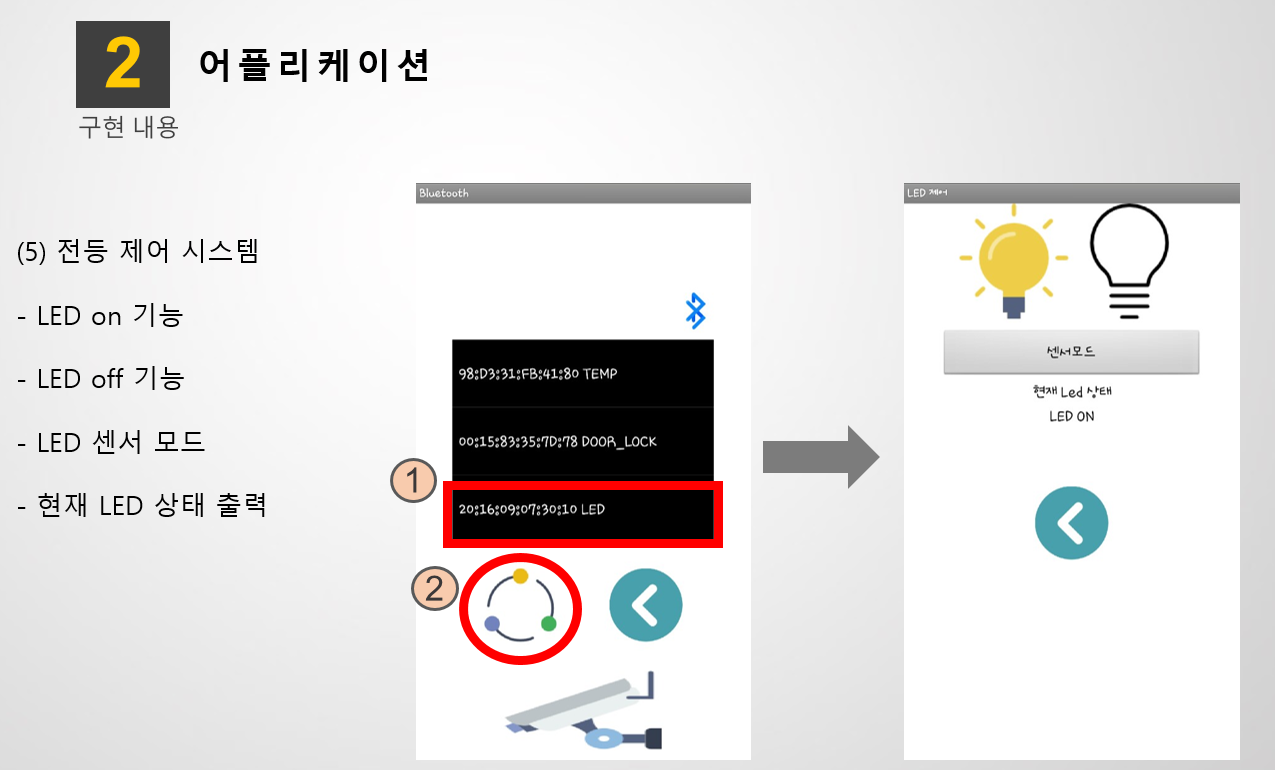 2
어플리케이션
구현 내용
(5) 전등 제어 시스템
- LED on 기능
- LED off 기능
- LED 센서 모드
- 현재 LED 상태 출력
Bluetooth
98:D3:31:FB:41:80 TEMP
00:15:83:35:7D:78 DOOR_LOCK
1
20:16:09:07:30:10 LED
2
LED 제어
센서모드
현재 Led 상태
LED ON